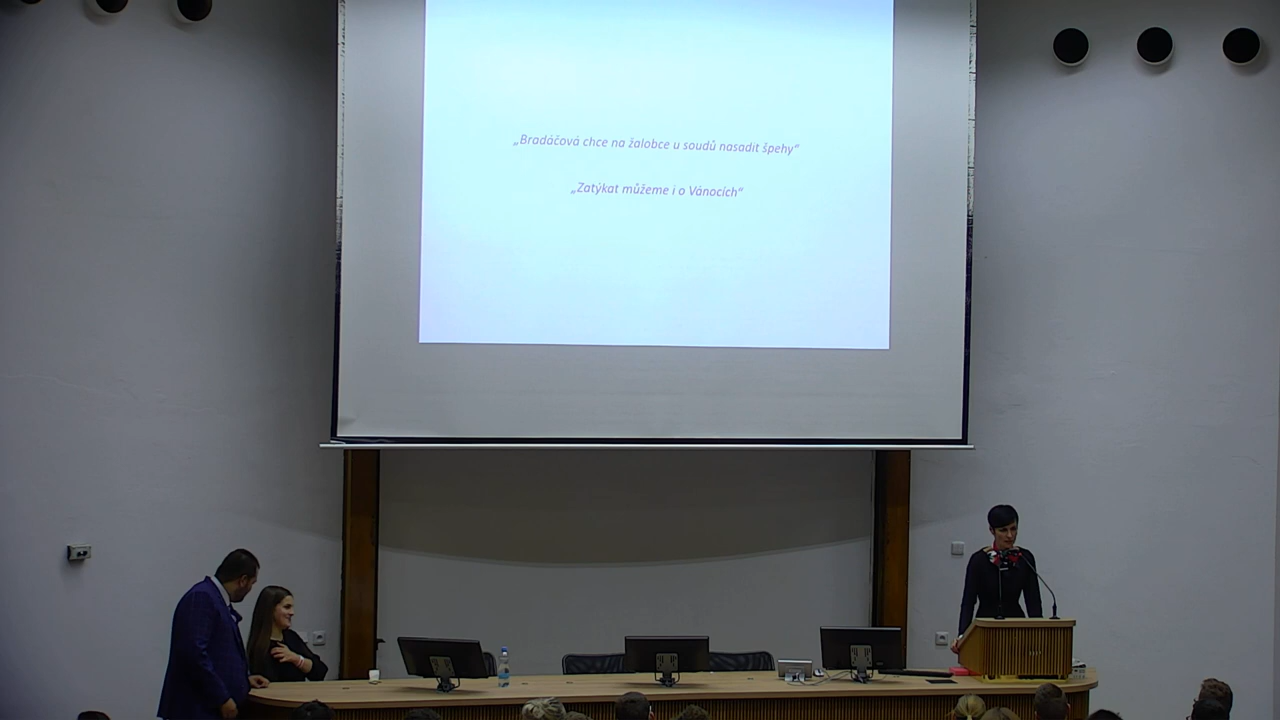 „Bradáčová chce na žalobce u soudů nasadit špehy“
„Zatýkat můžeme i o Vánocích“